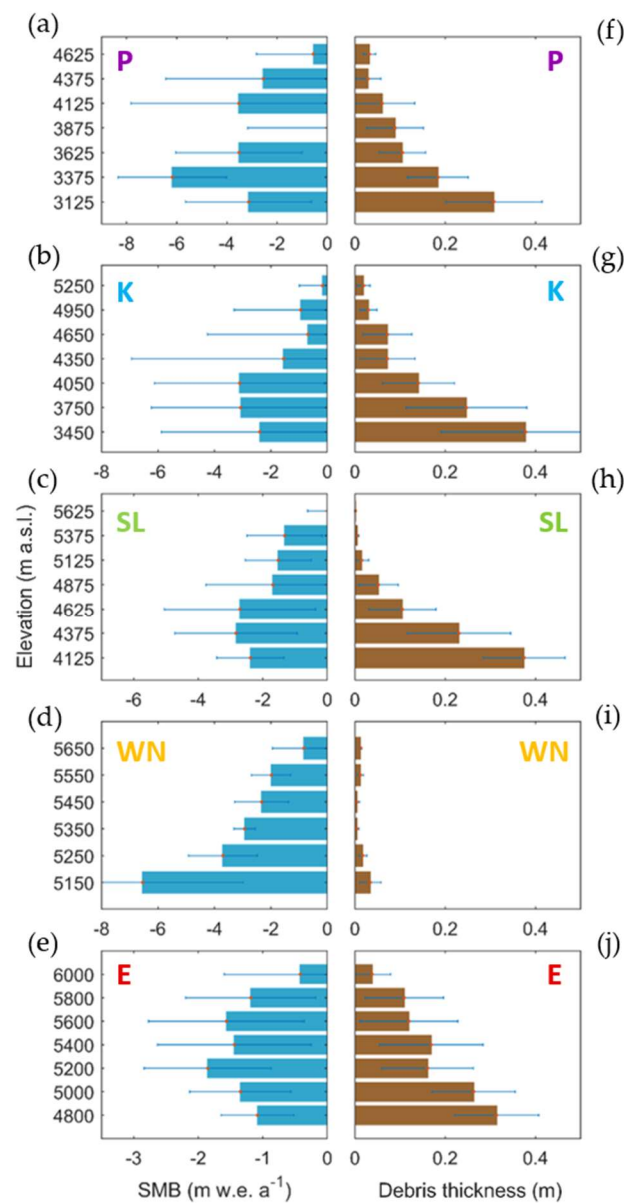 (a)
(f)
P
P
4625
4375
4125
3875
3625
3375
3125
-8 -6 -4 -2 0
0 0.2 0.4
(b)
(g)
K
K
5250
4950
4650
4350
4050
3750
3450
-8 -6 -4 -2 0
0 0.2 0.4
(c)
(h)
SL
SL
5625
5375
5125
4875
4625
4375
4125
-6 -4 -2 0
0 0.2 0.4
Elevation (m a.s.l.)
(d)
(i)
WN
WN
5650
5550
5450
5350
5250
5150
-8 -6 -4 -2 0
0 0.2 0.4
(e)
(j)
E
E
6000
5800
5600
5400
5200
5000
4800
-3 -2 -1 0
0 0.2 0.4
SMB (m w.e. a⁻¹)
Debris thickness (m)